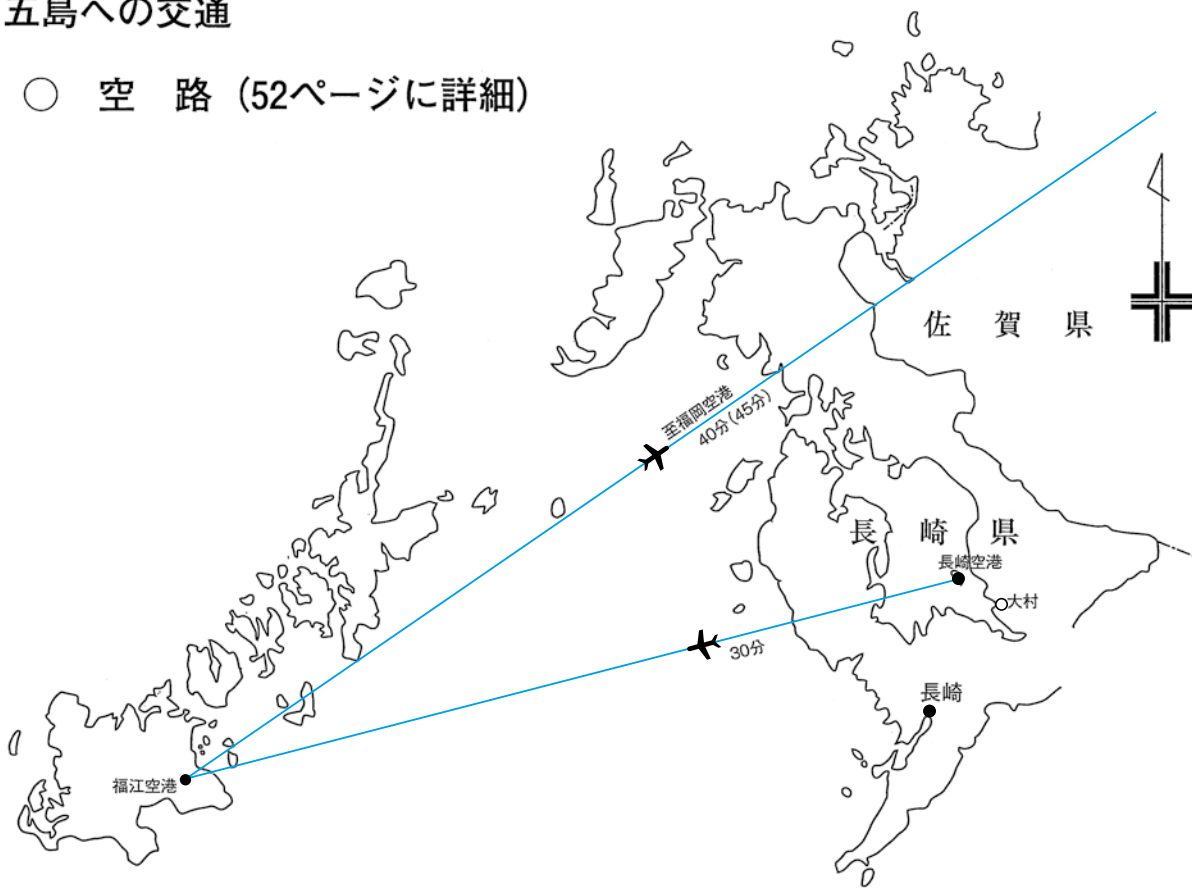 五島への交通
○ 空 路 (52ページに詳細)
佐 賀 県
至福岡空港
40分(45分)
長 崎 県
長崎空港
大村
30分
長崎
福江空港